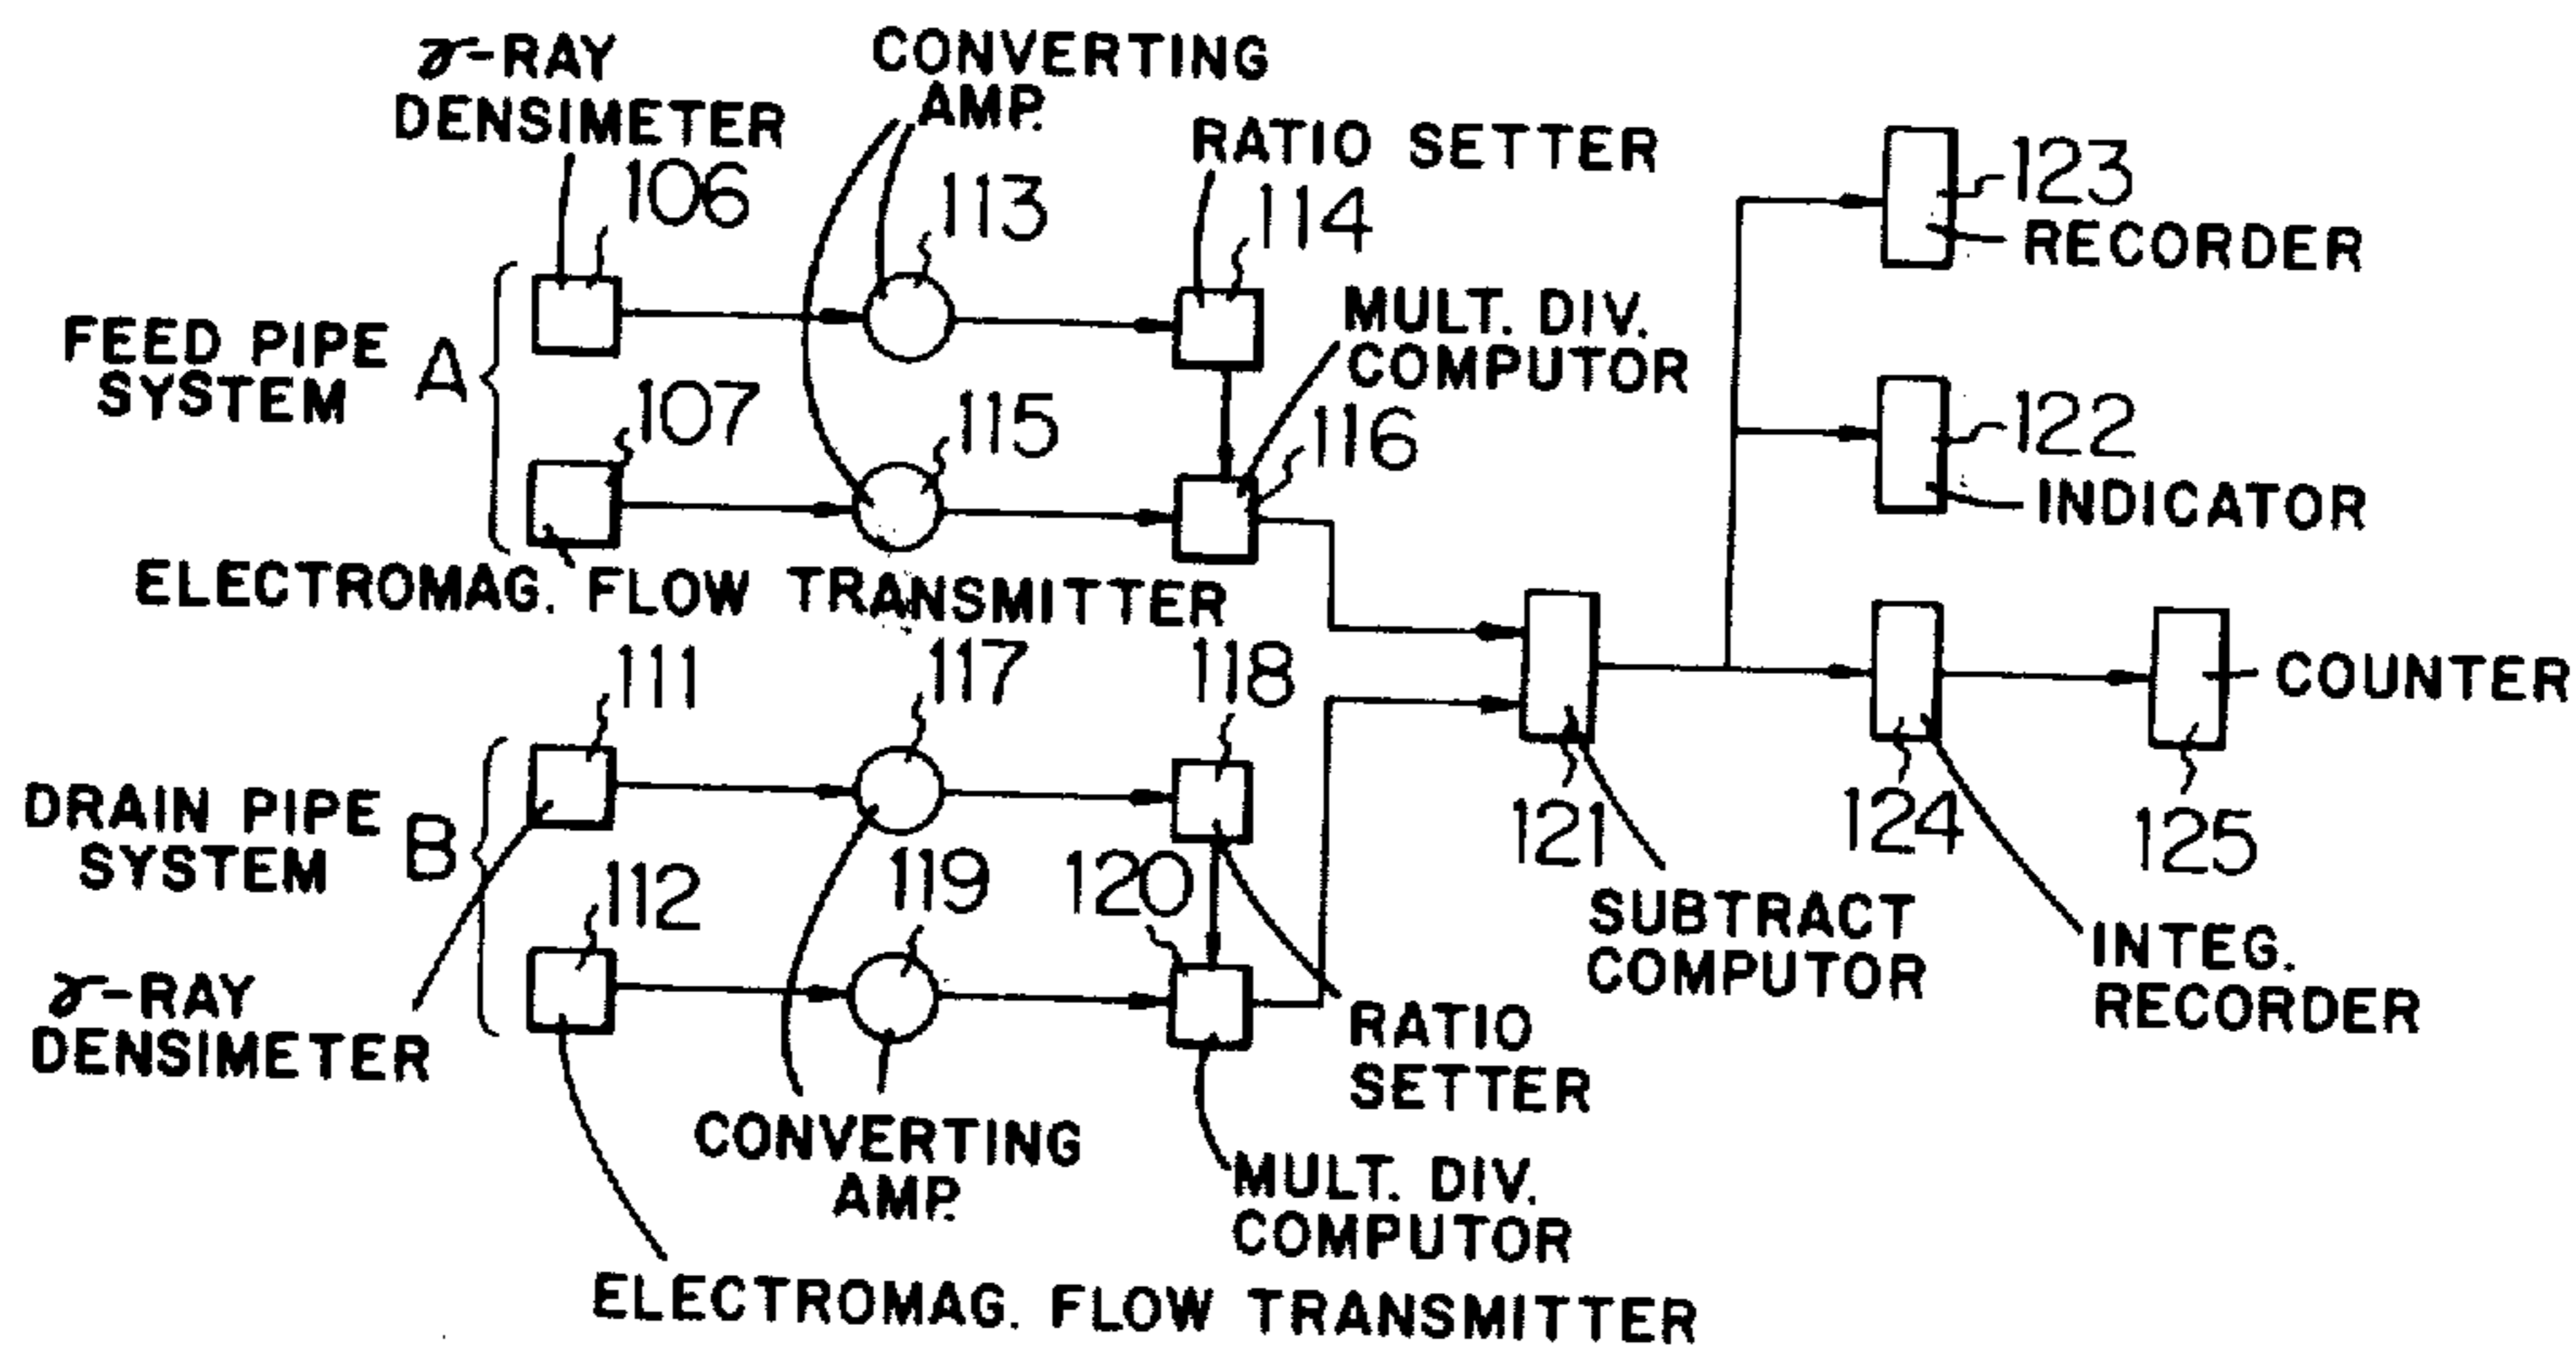 γ-RAY
DENSIMETER
106
CONVERTING
AMP.
113
RATIO SETTER
114
123
RECORDER
FEED PIPE
SYSTEM
A
107
115
MULT. DIV.
COMPUTOR
116
122
INDICATOR
ELECTROMAG. FLOW TRANSMITTER
111
117
118
COUNTER
DRAIN PIPE
SYSTEM
B
112
119
120
121
124
125
SUBTRACT
COMPUTOR
INTEG.
RECORDER
γ-RAY
DENSIMETER
RATIO
SETTER
CONVERTING
AMP.
MULT. DIV.
COMPUTOR
ELECTROMAG. FLOW TRANSMITTER